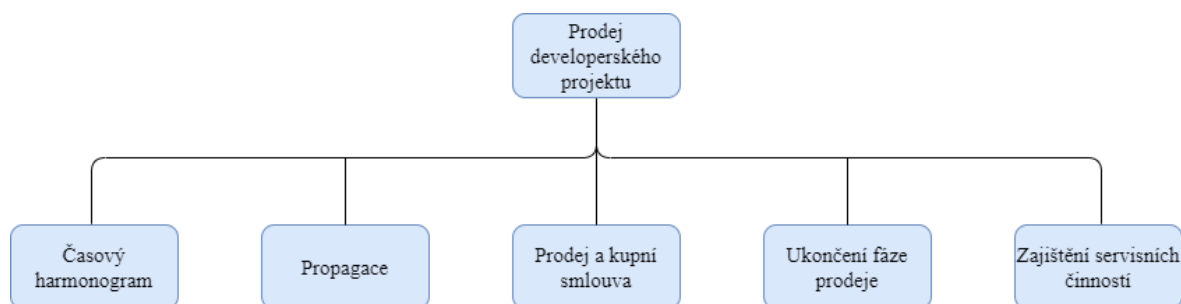 Prodej
developerského
projektu
Časový
harmonogram
Propagace
Prodej a kupní
smlouva
Ukončení fáze
prodeje
Zajištění servisních
činností